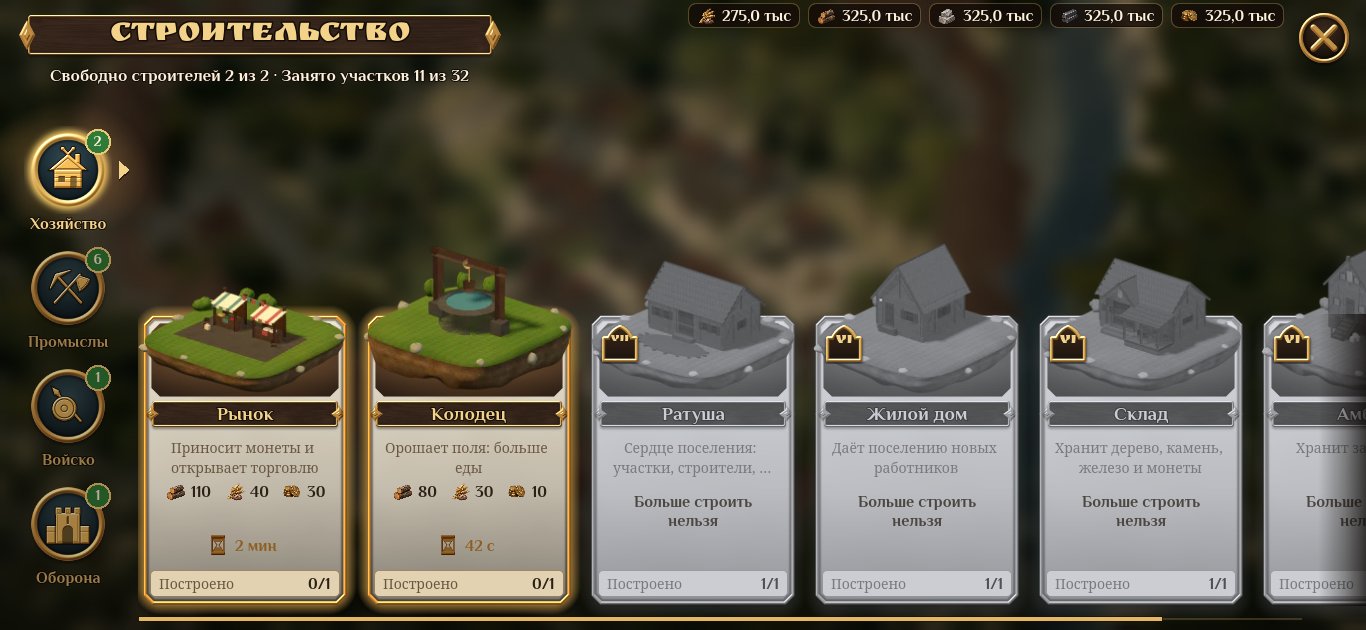 СТРОИТЕЛЬСТВО
275,0 тыс
325,0 тыс
325,0 тыс
325,0 тыс
325,0 тыс
Свободно строителей 2 из 2 · Занято участков 11 из 32
2
Хозяйство
6
Промыслы
1
Войско
1
Оборона
Рынок
Приносит монеты и
открывает торговлю
110 40 30
2 мин
Построено 0/1
Колодец
Орошает поля: больше
еды
80 30 10
42 с
Построено 0/1
VII
Ратуша
Сердце поселения:
участки, строители, ...
Больше строить
нельзя
Построено 1/1
VI
Жилой дом
Даёт поселению новых
работников
Больше строить
нельзя
Построено 1/1
VI
Склад
Хранит дерево, камень,
железо и монеты
Больше строить
нельзя
Построено 1/1
VI
Хранит
Больше
Построено